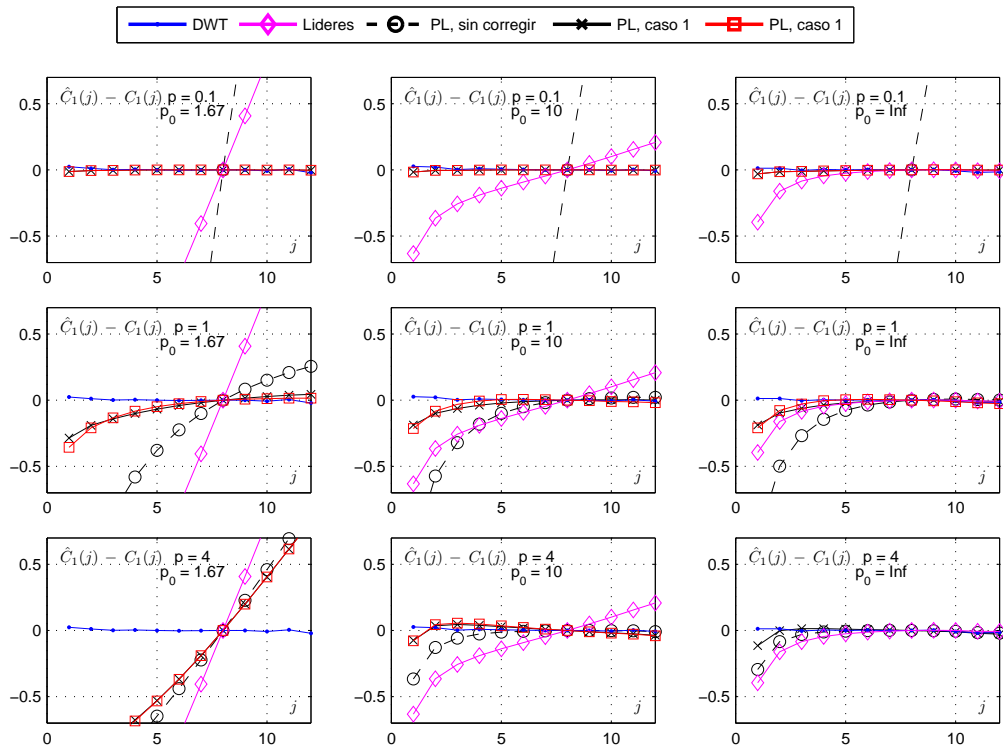 DWT Lideres PL, sin corregir PL, caso 1 PL, caso 1
Ĉ₁(j) − C₁(j) p = 0.1
p₀ = 1.67
0.5
0
−0.5
j
0 5 10
Ĉ₁(j) − C₁(j) p = 0.1
p₀ = 10
0.5
0
−0.5
j
0 5 10
Ĉ₁(j) − C₁(j) p = 0.1
p₀ = Inf
0.5
0
−0.5
j
0 5 10
Ĉ₁(j) − C₁(j) p = 1
p₀ = 1.67
0.5
0
−0.5
j
0 5 10
Ĉ₁(j) − C₁(j) p = 1
p₀ = 10
0.5
0
−0.5
j
0 5 10
Ĉ₁(j) − C₁(j) p = 1
p₀ = Inf
0.5
0
−0.5
j
0 5 10
Ĉ₁(j) − C₁(j) p = 4
p₀ = 1.67
0.5
0
−0.5
j
0 5 10
Ĉ₁(j) − C₁(j) p = 4
p₀ = 10
0.5
0
−0.5
j
0 5 10
Ĉ₁(j) − C₁(j) p = 4
p₀ = Inf
0.5
0
−0.5
j
0 5 10